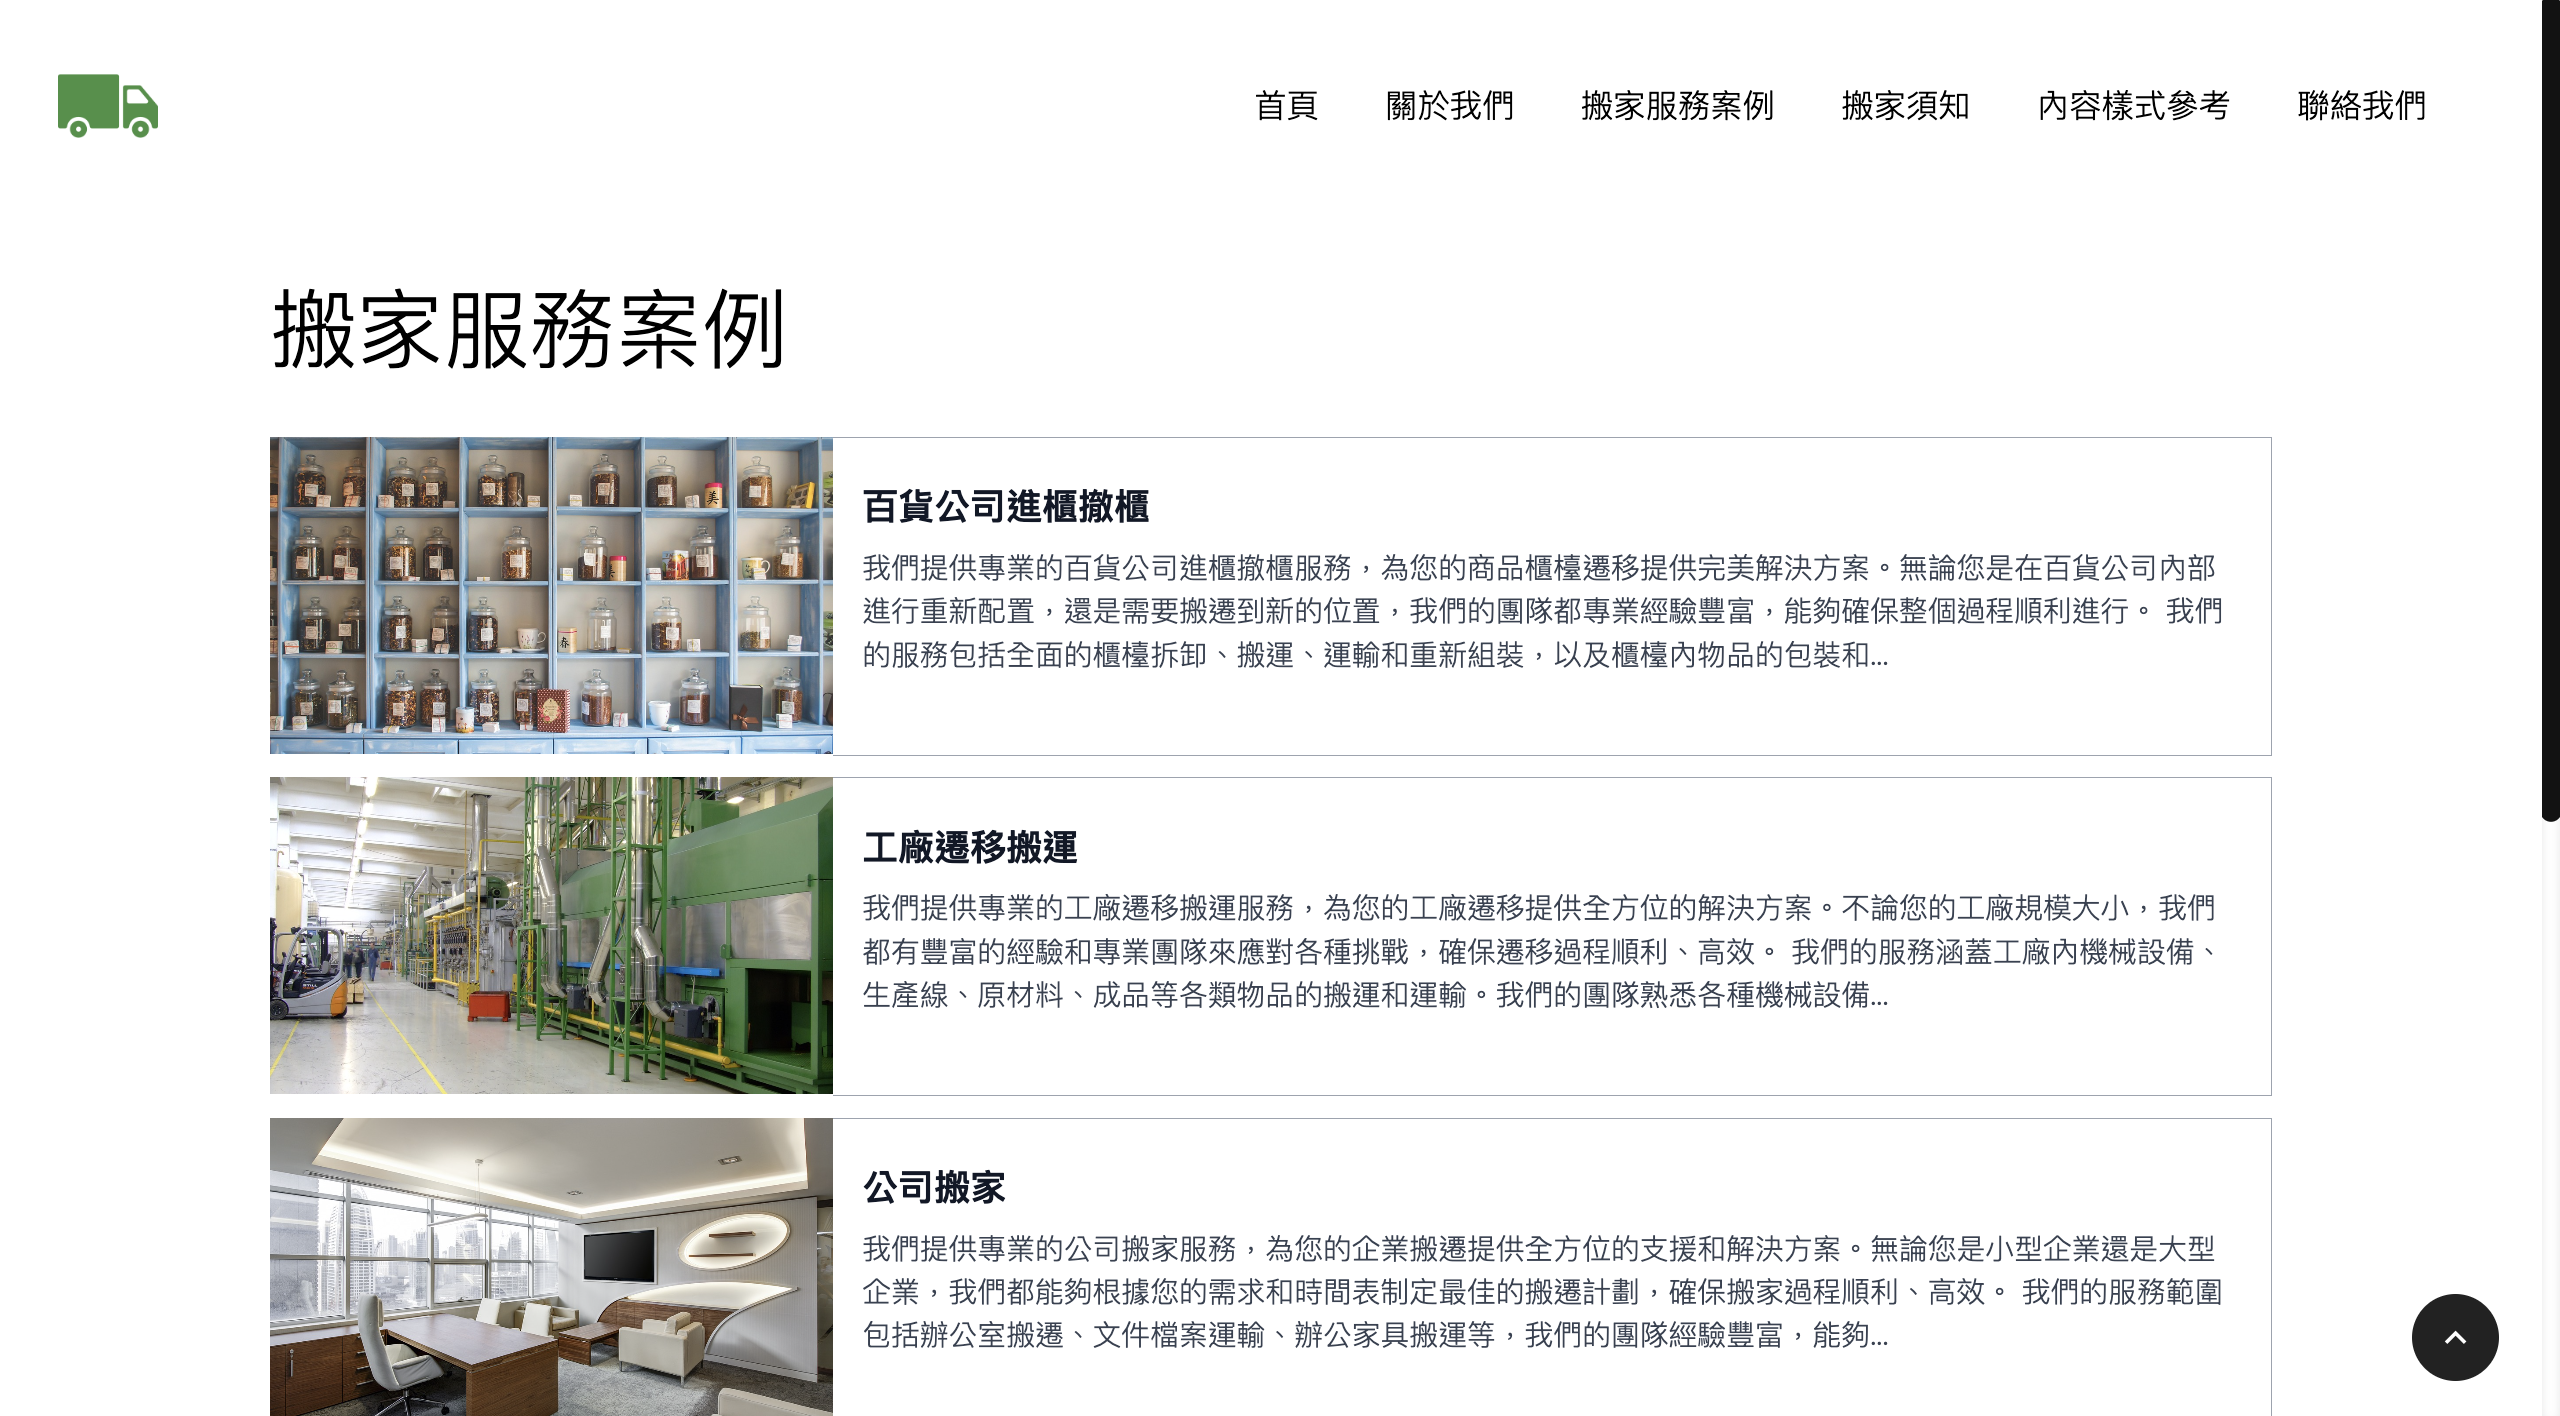 首頁 關於我們 搬家服務案例 搬家須知 內容樣式參考 聯絡我們
搬家服務案例
百貨公司進櫃撤櫃
我們提供專業的百貨公司進櫃撤櫃服務，為您的商品櫃檯遷移提供完美解決方案。無論您是在百貨公司內部
進行重新配置，還是需要搬遷到新的位置，我們的團隊都專業經驗豐富，能夠確保整個過程順利進行。 我們
的服務包括全面的櫃檯拆卸、搬運、運輸和重新組裝，以及櫃檯內物品的包裝和...
工廠遷移搬運
我們提供專業的工廠遷移搬運服務，為您的工廠遷移提供全方位的解決方案。不論您的工廠規模大小，我們
都有豐富的經驗和專業團隊來應對各種挑戰，確保遷移過程順利、高效。 我們的服務涵蓋工廠內機械設備、
生產線、原材料、成品等各類物品的搬運和運輸。我們的團隊熟悉各種機械設備...
公司搬家
我們提供專業的公司搬家服務，為您的企業搬遷提供全方位的支援和解決方案。無論您是小型企業還是大型
企業，我們都能夠根據您的需求和時間表制定最佳的搬遷計劃，確保搬家過程順利、高效。 我們的服務範圍
包括辦公室搬遷、文件檔案運輸、辦公家具搬運等，我們的團隊經驗豐富，能夠...